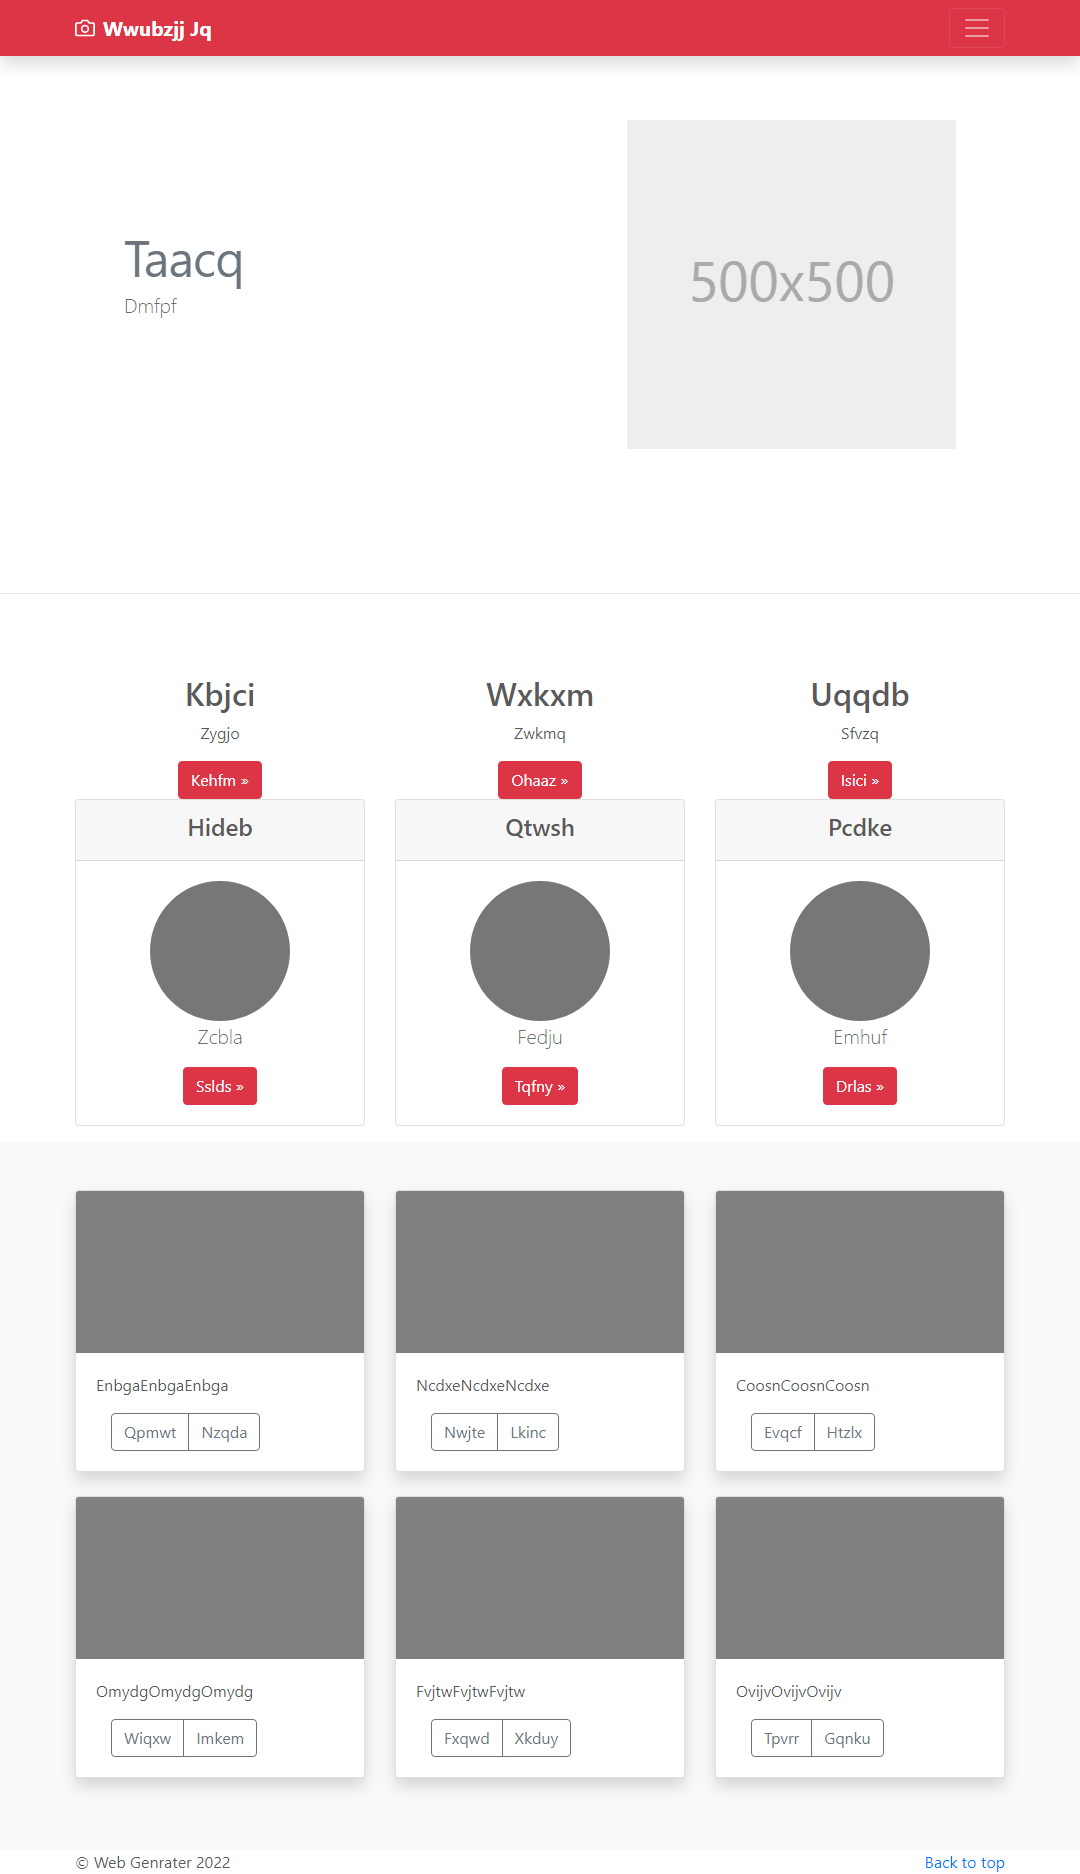 Wwubzjj Jq
Taacq
Dmfpf
500x500
Kbjci
Zygjo
Kehfm »
Wxkxm
Zwkmq
Ohaaz »
Uqqdb
Sfvzq
Isici »
Hideb
Zcbla
Sslds »
Qtwsh
Fedju
Tqfny »
Pcdke
Emhuf
Drlas »
EnbgaEnbgaEnbga
Qpmwt Nzqda
NcdxeNcdxeNcdxe
Nwjte Lkinc
CoosnCoosnCoosn
Evqcf Htzlx
OmydgOmydgOmydg
Wiqxw Imkem
FvjtwFvjtwFvjtw
Fxqwd Xkduy
OvijvOvijvOvijv
Tpvrr Gqnku
© Web Genrater 2022
Back to top